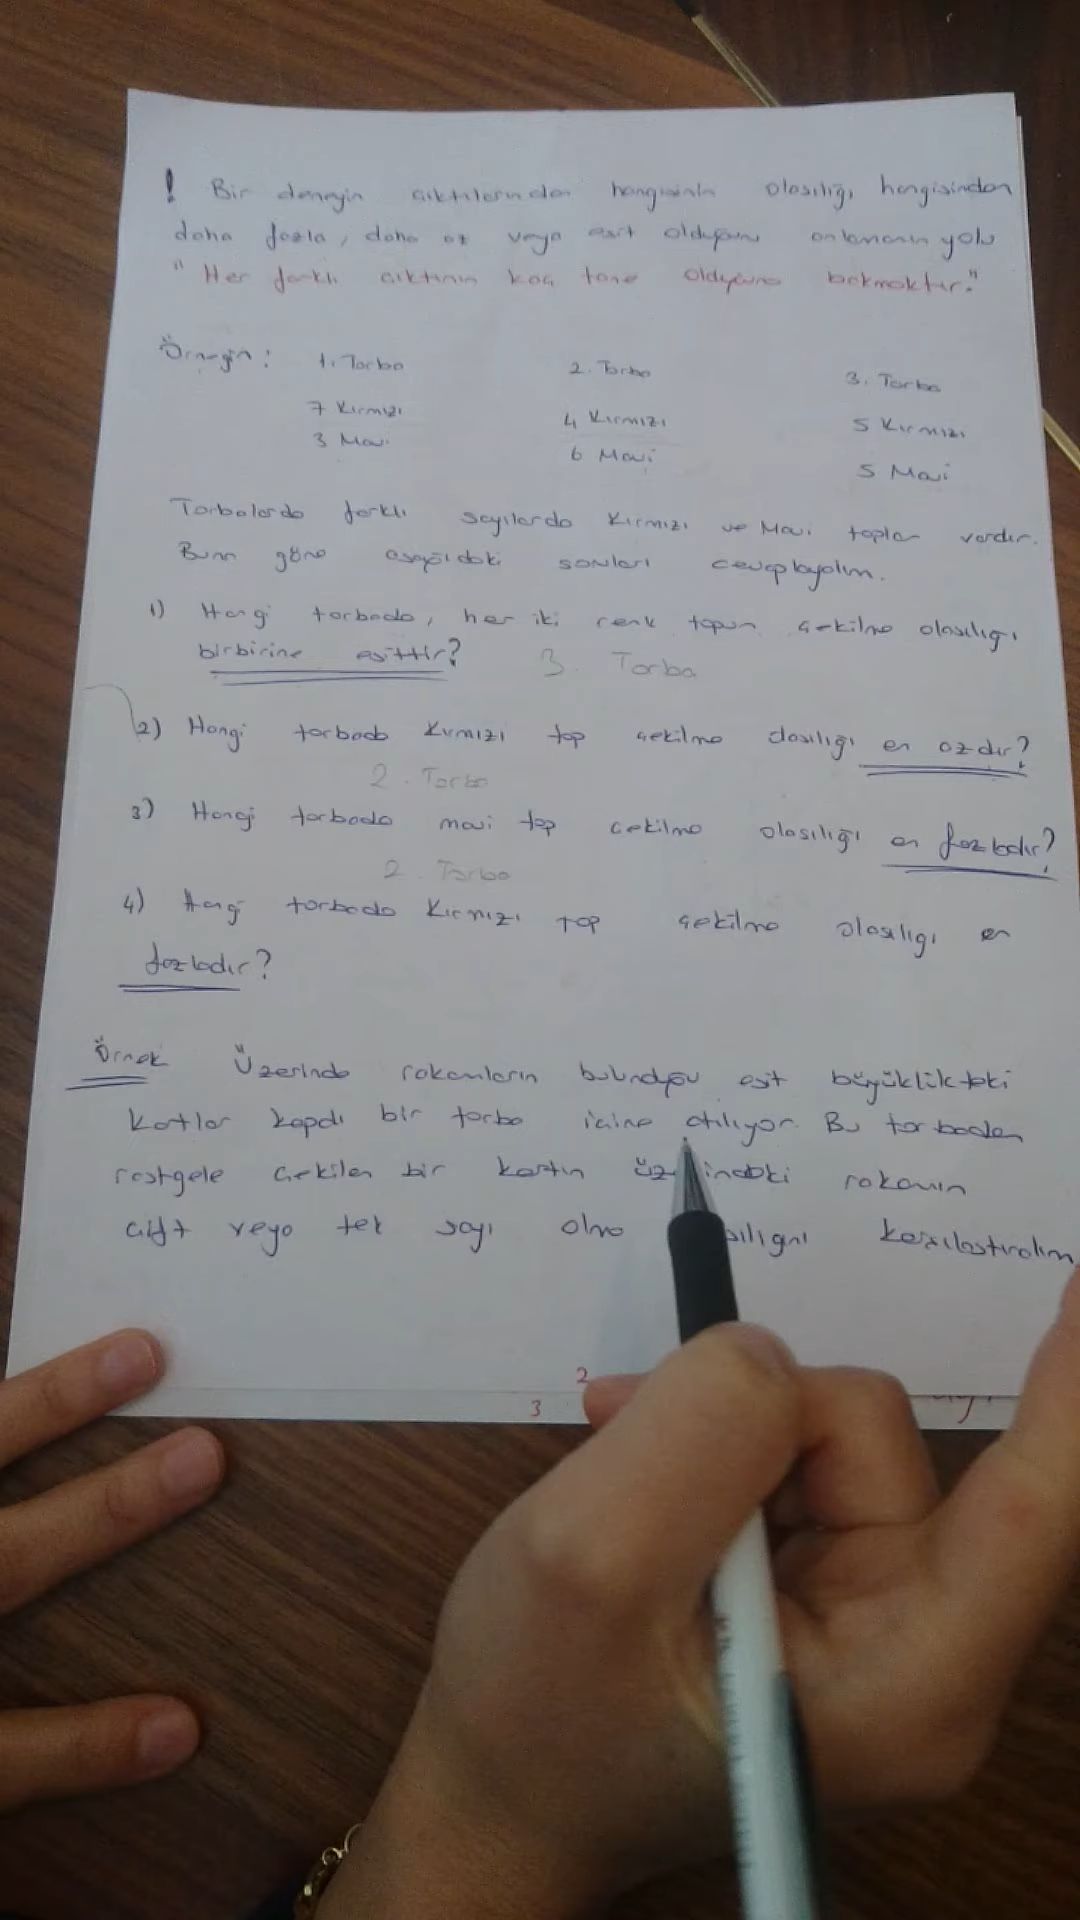 ! Bir deneyin çıktılarından hangisinin olasılığı, hangisinden
daha fazla, daha az veya eşit olduğunu anlamanın yolu
"Her farklı çıktının kaç tane olduğuna bakmaktır."
Örneğin: 1. Torba 2. Torba 3. Torba
7 Kırmızı 4 Kırmızı 5 Kırmızı
3 Mavi 6 Mavi 5 Mavi
Torbalarda farklı sayılarda Kırmızı ve Mavi toplar vardır.
Buna göre aşağıdaki soruları cevaplayalım.
1) Hangi torbada, her iki renk topun çekilme olasılığı
birbirine eşittir? 3. Torba
2) Hangi torbada Kırmızı top çekilme olasılığı en azdır?
2. Torba
3) Hangi torbada mavi top çekilme olasılığı en fazladır?
2. Torba
4) Hangi torbada Kırmızı top çekilme olasılığı en
fazladır?
Örnek Üzerinde rakamların bulunduğu eşit büyüklükteki
kartlar kapalı bir torba içine atılıyor. Bu torbadan
rastgele çekilen bir kartın rakamın
çift veya tek sayı olma karşılaştıralım
2
3